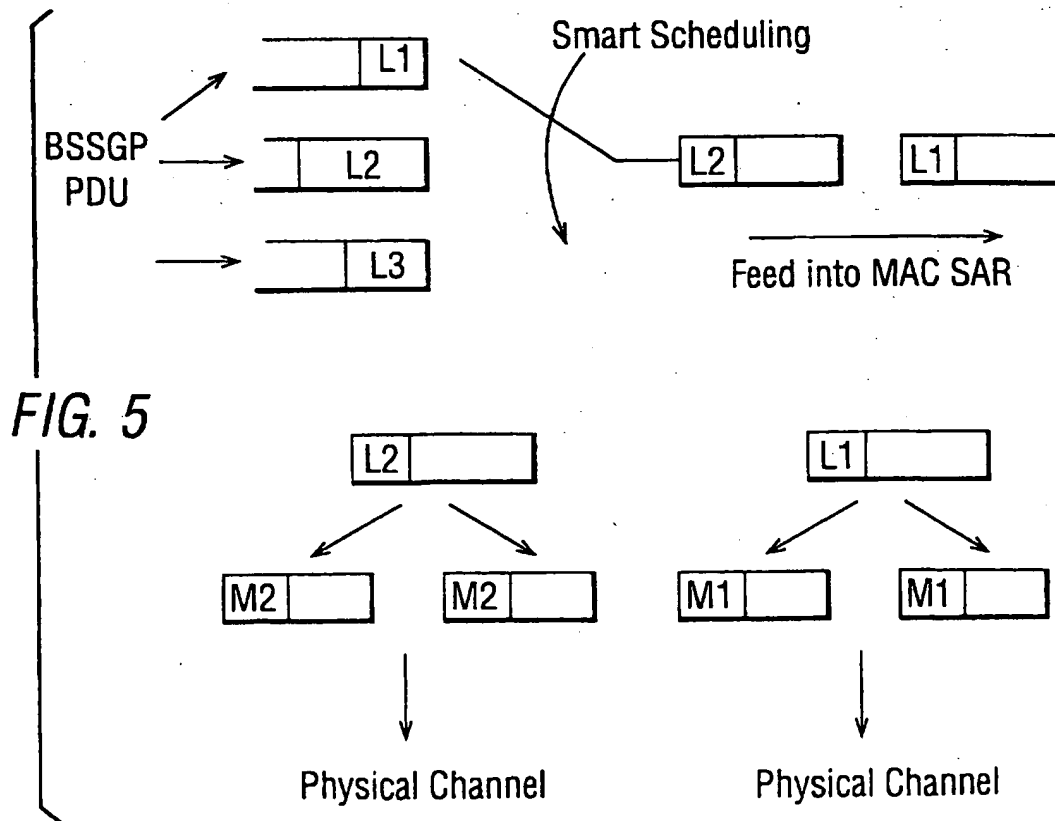 Smart Scheduling
L1
BSSGP
PDU
L2
L3
L2
L1
Feed into MAC SAR
FIG. 5
L2
L1
M2
M2
M1
M1
Physical Channel
Physical Channel